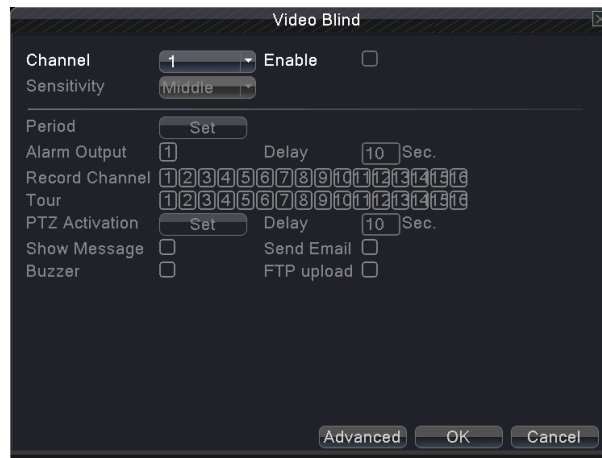 Video Blind
Channel 1 Enable
Sensitivity Middle
Period Set
Alarm Output 1 Delay 10 Sec.
Record Channel 1 2 3 4 5 6 7 8 9 10 11 12 13 14 15 16
Tour 1 2 3 4 5 6 7 8 9 10 11 12 13 14 15 16
PTZ Activation Set Delay 10 Sec.
Show Message Send Email
Buzzer FTP upload
Advanced OK Cancel